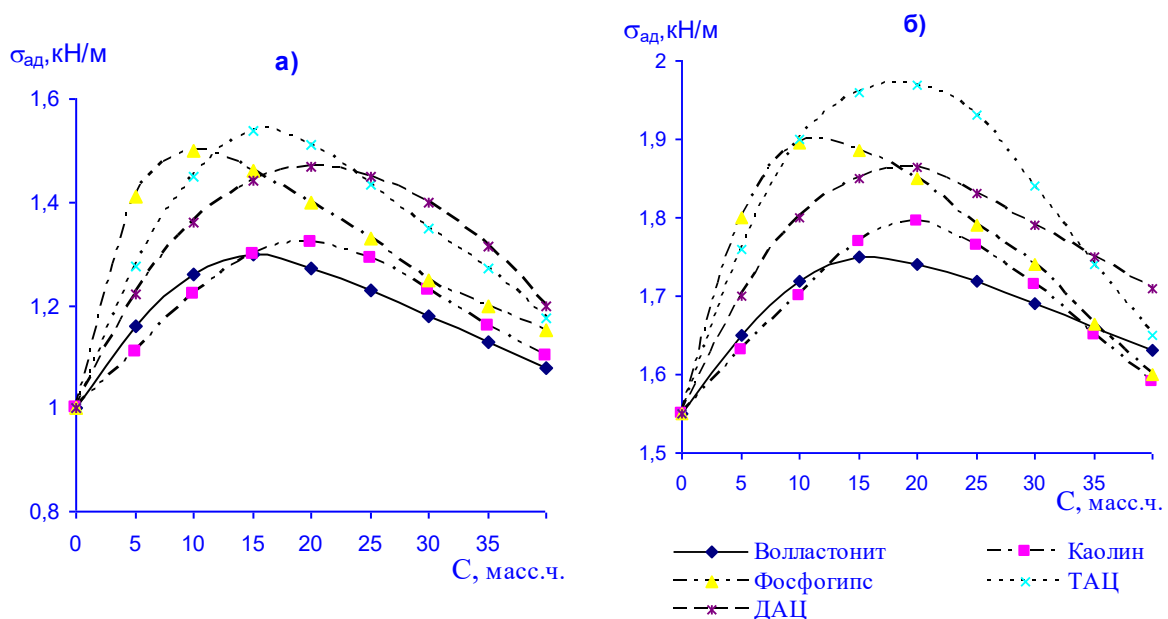 σад,кН/м
а)
1,6
1,4
1,2
1
0,8
0 5 10 15 20 25 30 35
С, масс.ч.
σад,кН/м
б)
2
1,9
1,8
1,7
1,6
1,5
0 5 10 15 20 25 30 35
С, масс.ч.
Волластонит Каолин
Фосфогипс ТАЦ
ДАЦ